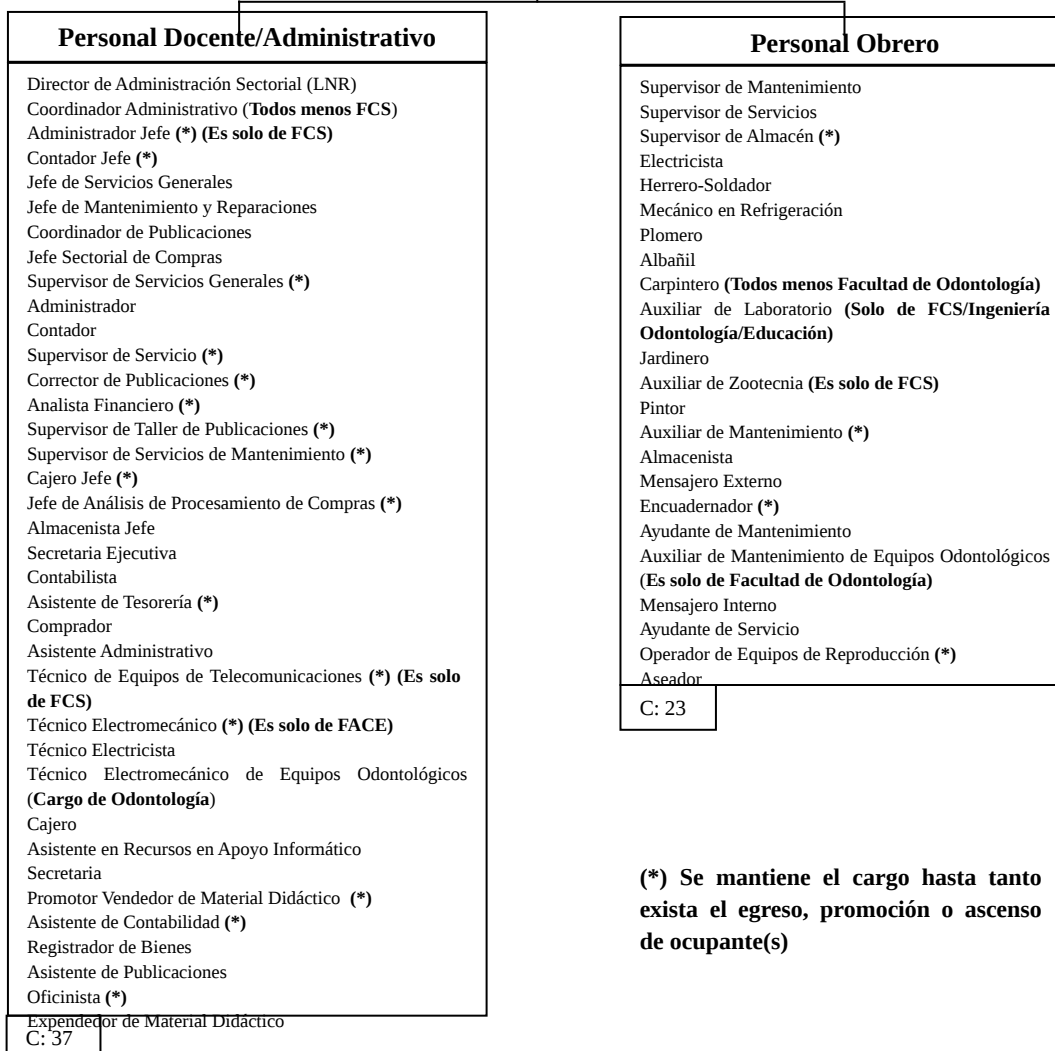 Personal Docente/Administrativo
Director de Administración Sectorial (LNR)
Coordinador Administrativo (Todos menos FCS)
Administrador Jefe (*) (Es solo de FCS)
Contador Jefe (*)
Jefe de Servicios Generales
Jefe de Mantenimiento y Reparaciones
Coordinador de Publicaciones
Jefe Sectorial de Compras
Supervisor de Servicios Generales (*)
Administrador
Contador
Supervisor de Servicio (*)
Corrector de Publicaciones (*)
Analista Financiero (*)
Supervisor de Taller de Publicaciones (*)
Supervisor de Servicios de Mantenimiento (*)
Cajero Jefe (*)
Jefe de Análisis de Procesamiento de Compras (*)
Almacenista Jefe
Secretaria Ejecutiva
Contabilista
Asistente de Tesorería (*)
Comprador
Asistente Administrativo
Técnico de Equipos de Telecomunicaciones (*) (Es solo
de FCS)
Técnico Electromecánico (*) (Es solo de FACE)
Técnico Electricista
Técnico Electromecánico de Equipos Odontológicos
(Cargo de Odontología)
Cajero
Asistente en Recursos en Apoyo Informático
Secretaria
Promotor Vendedor de Material Didáctico (*)
Asistente de Contabilidad (*)
Registrador de Bienes
Asistente de Publicaciones
Oficinista (*)
Expendedor de Material Didáctico
C: 37
Personal Obrero
Supervisor de Mantenimiento
Supervisor de Servicios
Supervisor de Almacén (*)
Electricista
Herrero-Soldador
Mecánico en Refrigeración
Plomero
Albañil
Carpintero (Todos menos Facultad de Odontología)
Auxiliar de Laboratorio (Solo de FCS/Ingeniería
Odontología/Educación)
Jardinero
Auxiliar de Zootecnia (Es solo de FCS)
Pintor
Auxiliar de Mantenimiento (*)
Almacenista
Mensajero Externo
Encuadernador (*)
Ayudante de Mantenimiento
Auxiliar de Mantenimiento de Equipos Odontológicos
(Es solo de Facultad de Odontología)
Mensajero Interno
Ayudante de Servicio
Operador de Equipos de Reproducción (*)
Aseador
C: 23
(*) Se mantiene el cargo hasta tanto
exista el egreso, promoción o ascenso
de ocupante(s)